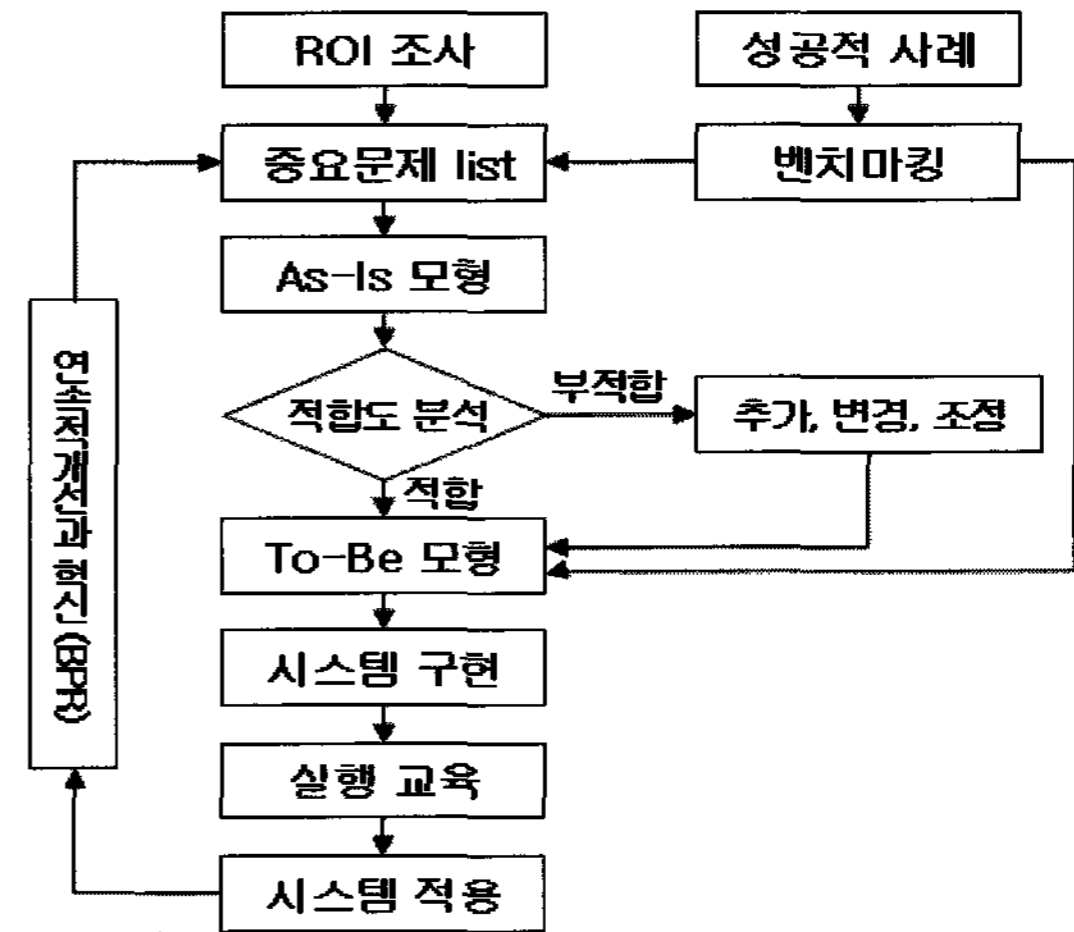 ROI 조사
성공적 사례
중요문제 list
벤치마킹
As-Is 모형
적합도 분석
부적합
추가, 변경, 조정
적합
To-Be 모형
시스템 구현
실행 교육
시스템 적용
연속적개선과 혁신 (BPR)